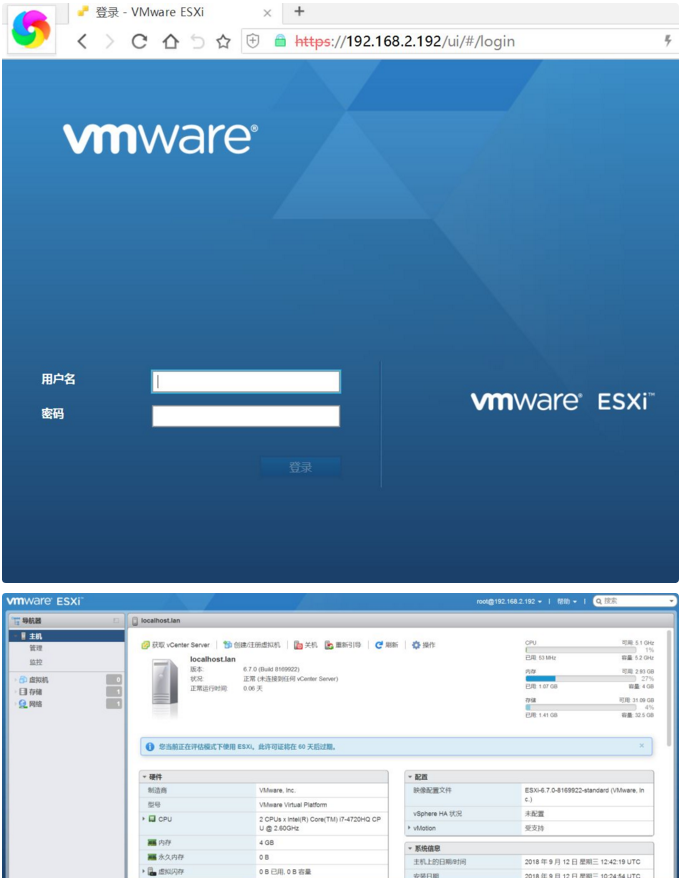 登录 - VMware ESXi
https://192.168.2.192/ui/#/login
vmware®
用户名
密码
登录
vmware® ESXi™
vmware® ESXi™
root@192.168.2.192 | 帮助 | 搜索
导航器
主机
管理
监控
虚拟机 0
存储 1
网络 1
localhost.lan
获取 vCenter Server | 创建/注册虚拟机 | 关机 重新引导 | 刷新 | 操作
localhost.lan
版本: 6.7.0 (Build 8169922)
状况: 正常 (未连接到任何 vCenter Server)
正常运行时间: 0.06 天
CPU 可用: 5.1 GHz
1%
已用: 53 MHz 容量: 5.2 GHz
内存 可用: 2.93 GB
27%
已用: 1.07 GB 容量: 4 GB
存储 可用: 31.09 GB
4%
已用: 1.41 GB 容量: 32.5 GB
您当前正在评估模式下使用 ESXi。此许可证将在 60 天后过期。
硬件
制造商 VMware, Inc.
型号 VMware Virtual Platform
CPU 2 CPUs x Intel(R) Core(TM) i7-4720HQ CP
U @ 2.60GHz
内存 4 GB
永久内存 0 B
虚拟闪存 0 B 已用, 0 B 容量
配置
映像配置文件 ESXi-6.7.0-8169922-standard (VMware, In
c.)
vSphere HA 状况 未配置
vMotion 受支持
系统信息
主机上的日期/时间 2018 年 9 月 12 日 星期三 12:42:19 UTC
安装日期 2018 年 9 月 12 日 星期三 10:24:54 UTC